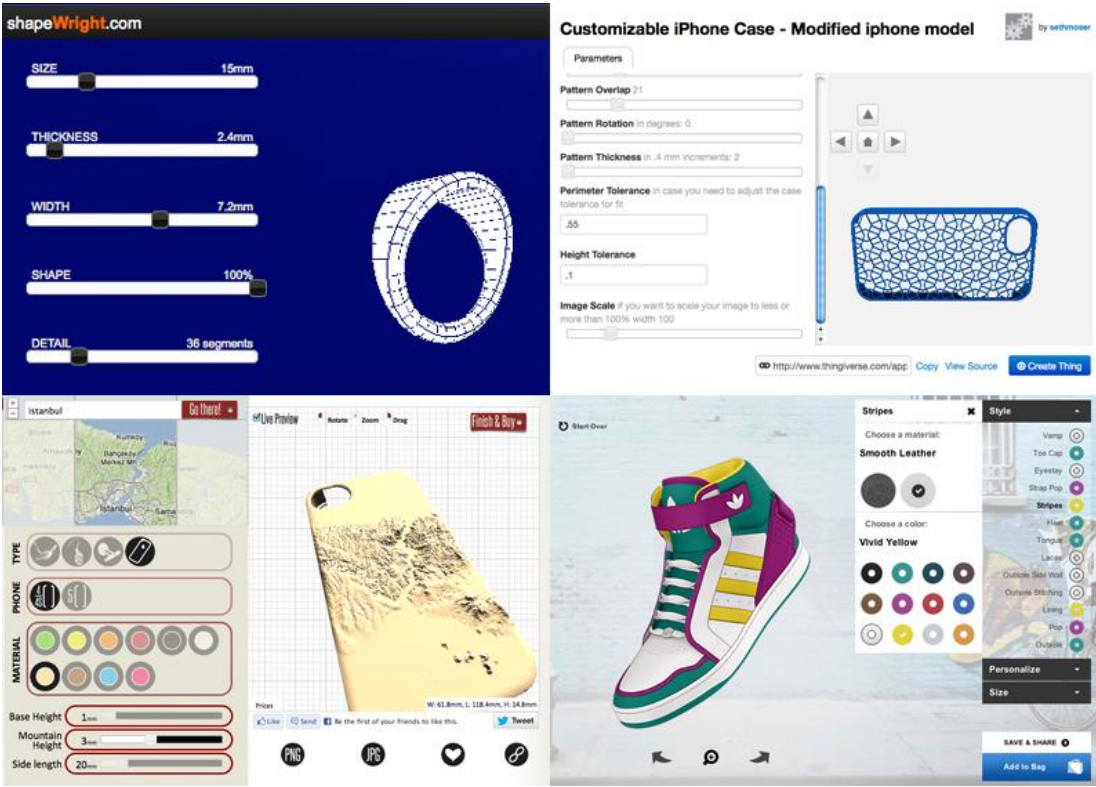 shapeWright.com
SIZE 15mm
THICKNESS 2.4mm
WIDTH 7.2mm
SHAPE 100%
DETAIL 36 segments
Customizable iPhone Case - Modified iphone model
by sethmoser
Parameters
Pattern Overlap 21
Pattern Rotation in degrees: 0
Pattern Thickness in .4 mm increments: 2
Perimeter Tolerance in case you need to adjust the case
tolerance for fit
.55
Height Tolerance
.1
Image Scale if you want to scale your image to less or
more than 100% width 100
http://www.thingiverse.com/app Copy View Source Create Thing
istanbul Go there!
Kumköy
Bahçeköy
Merkez Mh.
İstanbul
TYPE
PHONE
MATERIAL
Base Height 1mm
Mountain
Height 3mm
Side length 20mm
Live Preview Rotate Zoom Drag Finish & Buy
Prices W: 61.8mm, L: 118.4mm, H: 14.8mm
Like Send Be the first of your friends to like this. Tweet
PNG JPG
Start Over
Stripes
Choose a material:
Smooth Leather
Choose a color:
Vivid Yellow
Style
Vamp
Toe Cap
Eyestay
Strap Pop
Stripes
Heel
Tongue
Laces
Outside Side Wall
Outsole Stitching
Lining
Pop
Outsole
Personalize
Size
SAVE & SHARE
Add to Bag